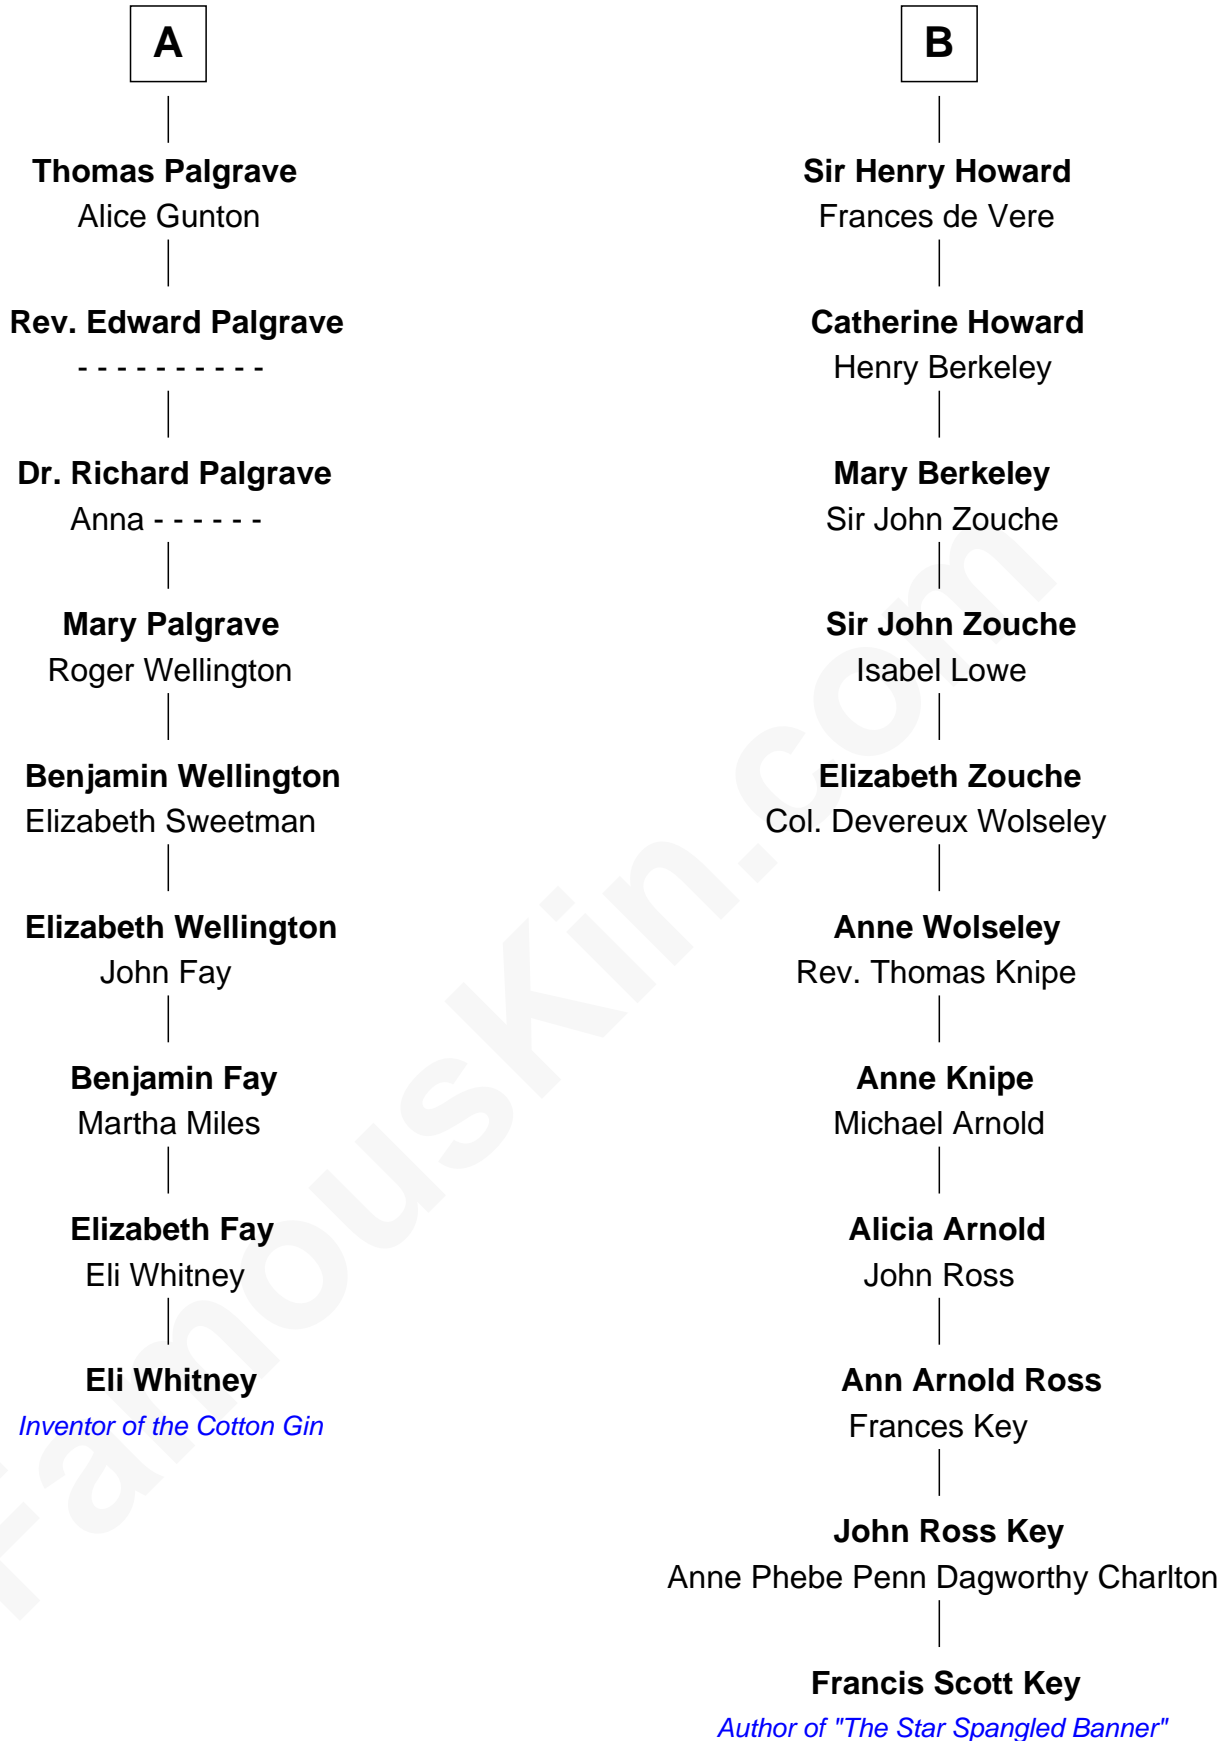 A
Thomas Palgrave
Alice Gunton
Rev. Edward Palgrave
- - - - - - - - - -
Dr. Richard Palgrave
Anna - - - - - -
Mary Palgrave
Roger Wellington
Benjamin Wellington
Elizabeth Sweetman
Elizabeth Wellington
John Fay
Benjamin Fay
Martha Miles
Elizabeth Fay
Eli Whitney
Eli Whitney
Inventor of the Cotton Gin
B
Sir Henry Howard
Frances de Vere
Catherine Howard
Henry Berkeley
Mary Berkeley
Sir John Zouche
Sir John Zouche
Isabel Lowe
Elizabeth Zouche
Col. Devereux Wolseley
Anne Wolseley
Rev. Thomas Knipe
Anne Knipe
Michael Arnold
Alicia Arnold
John Ross
Ann Arnold Ross
Frances Key
John Ross Key
Anne Phebe Penn Dagworthy Charlton
Francis Scott Key
Author of "The Star Spangled Banner"
FamousKin.com